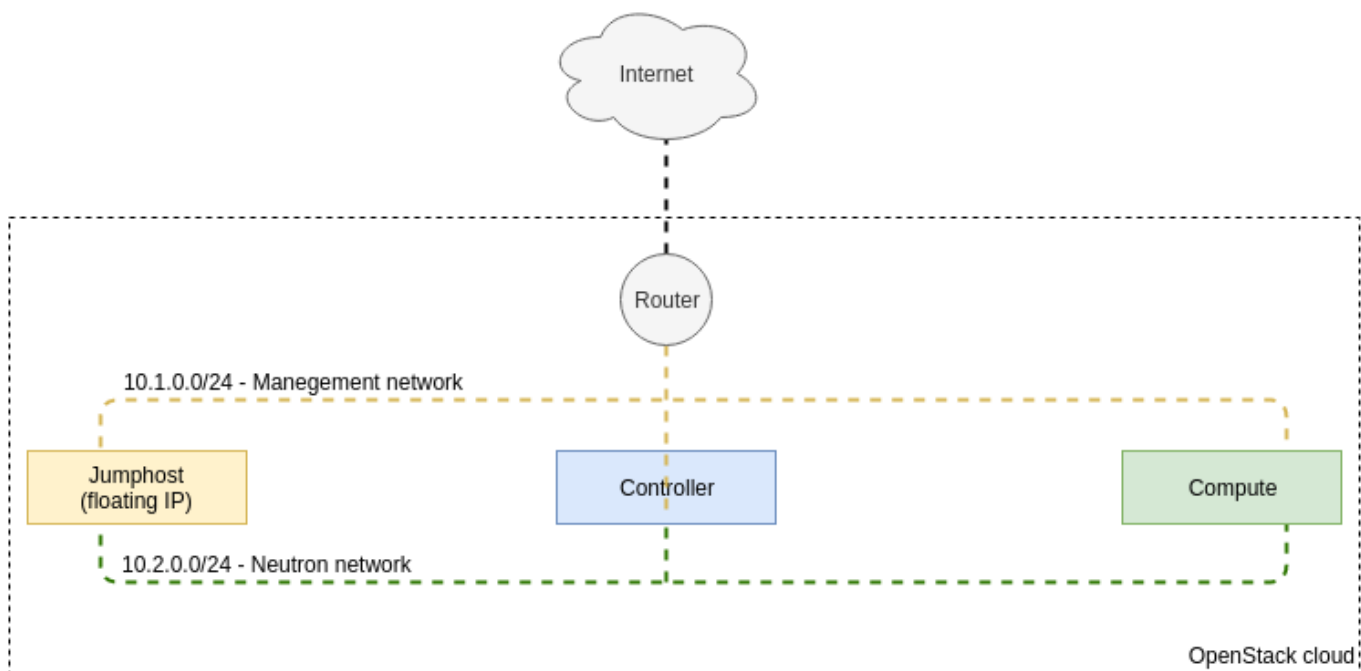 Internet
Router
10.1.0.0/24 - Manegement network
Jumphost
(floating IP)
Controller
Compute
10.2.0.0/24 - Neutron network
OpenStack cloud